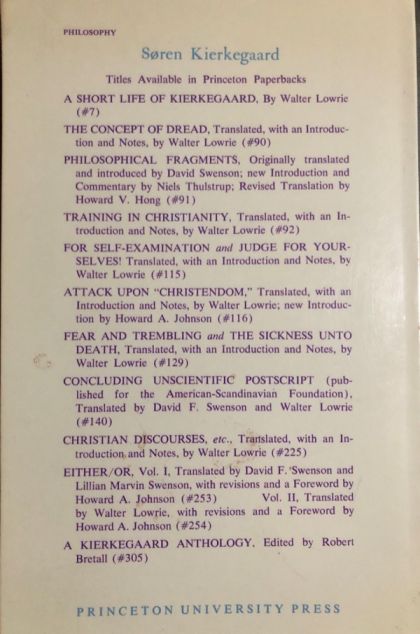 PHILOSOPHY
Søren Kierkegaard
Titles Available in Princeton Paperbacks
A SHORT LIFE OF KIERKEGAARD, By Walter Lowrie
(#7)
THE CONCEPT OF DREAD, Translated, with an Introduc-
tion and Notes, by Walter Lowrie (#90)
PHILOSOPHICAL FRAGMENTS, Originally translated
and introduced by David Swenson; new Introduction and
Commentary by Niels Thulstrup; Revised Translation by
Howard V. Hong (#91)
TRAINING IN CHRISTIANITY, Translated, with an In-
troduction and Notes, by Walter Lowrie (#92)
FOR SELF-EXAMINATION and JUDGE FOR YOUR-
SELVES! Translated, with an Introduction and Notes, by
Walter Lowrie (#115)
ATTACK UPON “CHRISTENDOM,” Translated, with an
Introduction and Notes, by Walter Lowrie; new Introduc-
tion by Howard A. Johnson (#116)
FEAR AND TREMBLING and THE SICKNESS UNTO
DEATH, Translated, with an Introduction and Notes, by
Walter Lowrie (#129)
CONCLUDING UNSCIENTIFIC POSTSCRIPT (pub-
lished for the American-Scandinavian Foundation),
Translated by David F. Swenson and Walter Lowrie
(#140)
CHRISTIAN DISCOURSES, etc., Translated, with an In-
troduction and Notes, by Walter Lowrie (#225)
EITHER/OR, Vol. I, Translated by David F. Swenson and
Lillian Marvin Swenson, with revisions and a Foreword by
Howard A. Johnson (#253) Vol. II, Translated
by Walter Lowrie, with revisions and a Foreword by
Howard A. Johnson (#254)
A KIERKEGAARD ANTHOLOGY, Edited by Robert
Bretall (#305)
PRINCETON UNIVERSITY PRESS